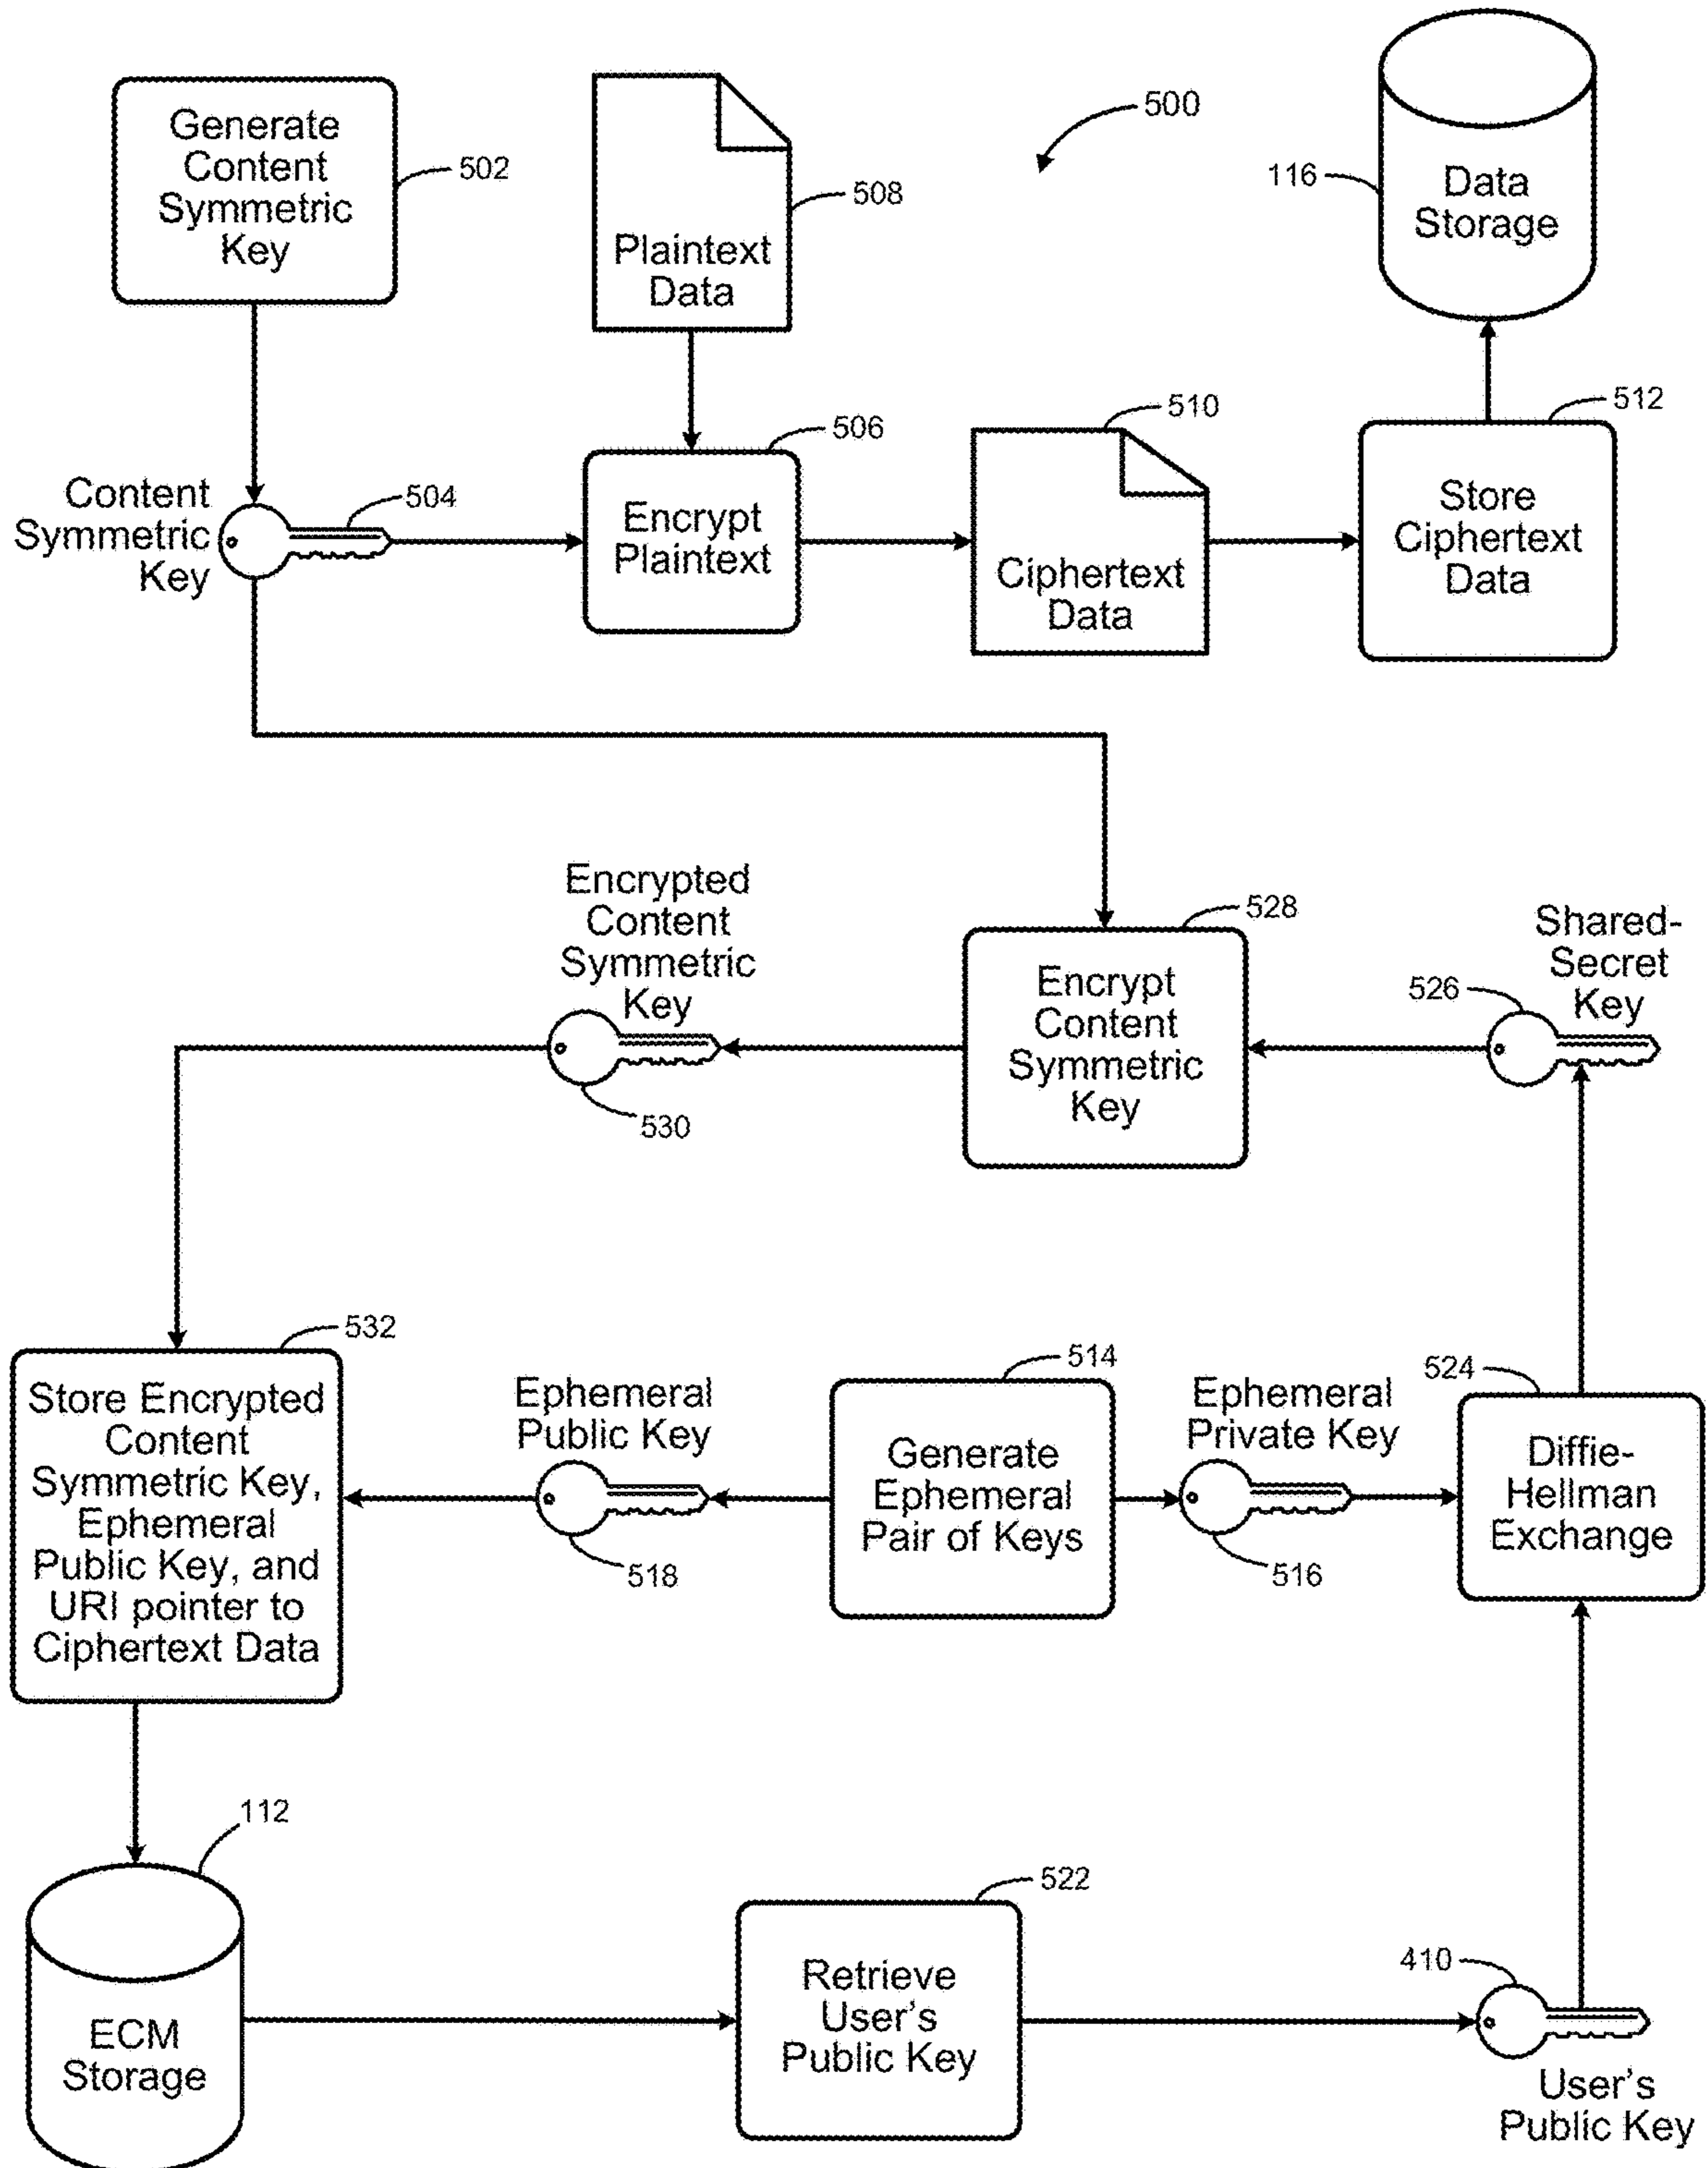 Generate
Content
Symmetric
Key
502
Plaintext
Data
508
500
116
Data
Storage
Content
Symmetric
Key
504
506
Encrypt
Plaintext
510
Ciphertext
Data
512
Store
Ciphertext
Data
Encrypted
Content
Symmetric
Key
530
528
Encrypt
Content
Symmetric
Key
526
Shared-
Secret
Key
532
Store Encrypted
Content
Symmetric Key,
Ephemeral
Public Key, and
URI pointer to
Ciphertext Data
Ephemeral
Public Key
518
514
Generate
Ephemeral
Pair of Keys
Ephemeral
Private Key
516
524
Diffie-
Hellman
Exchange
112
ECM
Storage
522
Retrieve
User's
Public Key
410
User's
Public Key